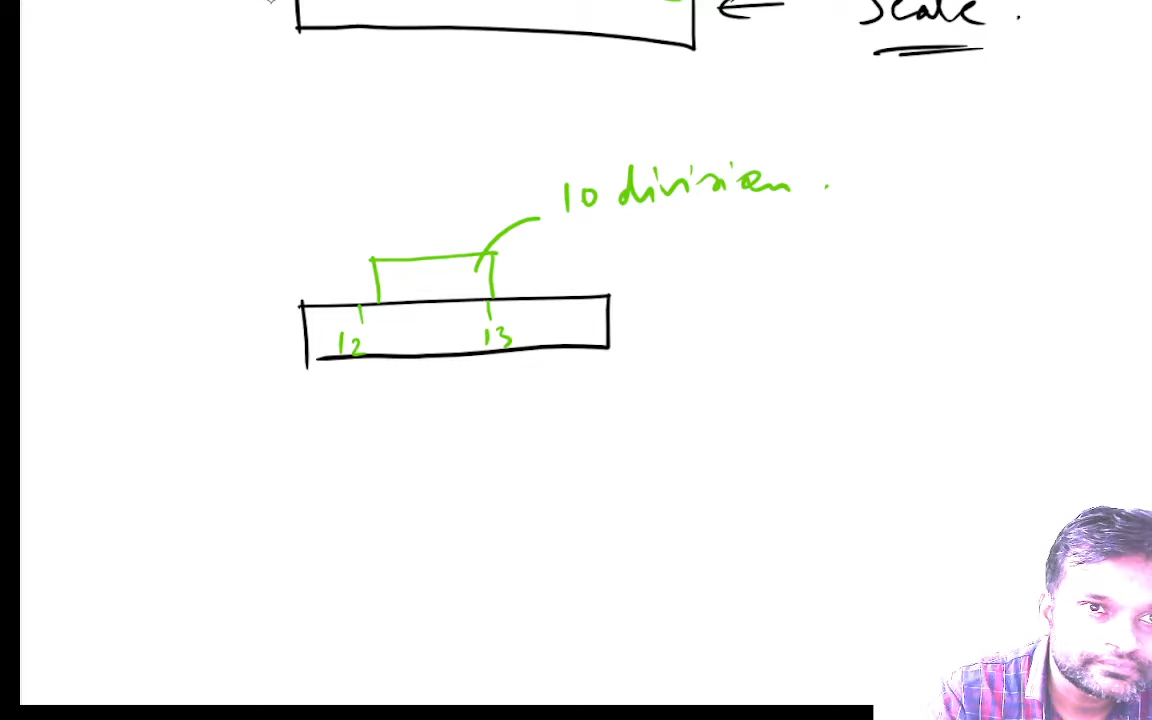 ← Scale .
10 division .
12 13